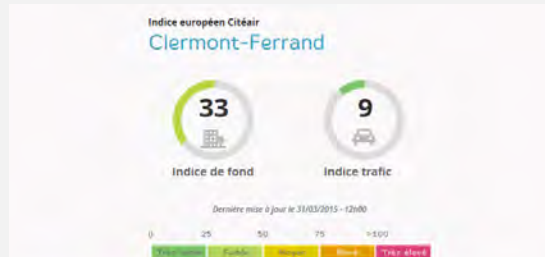 Indice européen Citéair
Clermont-Ferrand
33 9
Indice de fond Indice trafic
Dernière mise à jour le 31/03/2015 - 12h00
0 25 50 75 >100
Faible Moyen Élevé Très élevé